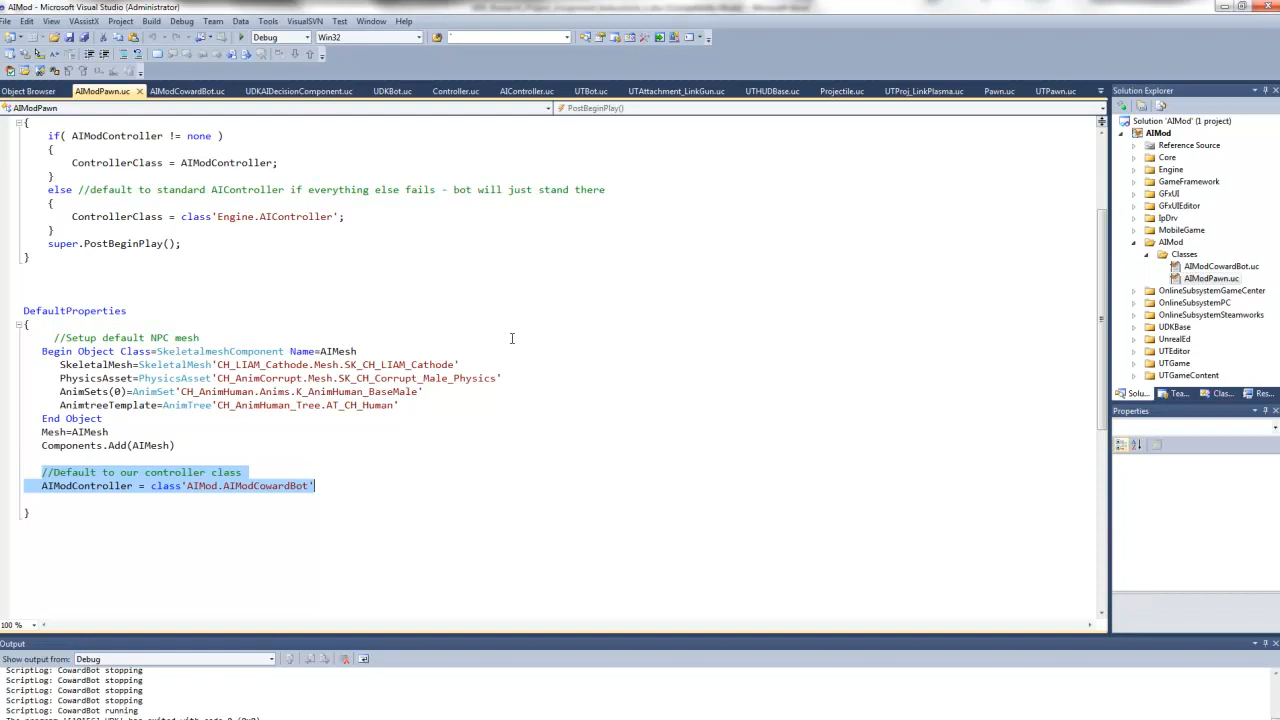 AIMod - Microsoft Visual Studio (Administrator)
File Edit View VAssistX Project Build Debug Team Data Tools VisualSVN Test Window Help
Debug Win32
Object Browser AIModPawn.uc AIModCowardBot.uc UDKAIDecisionComponent.uc UDKBot.uc Controller.uc AIController.uc UTBot.uc UTAttachment_LinkGun.uc UTHUDBase.uc Projectile.uc UTProj_LinkPlasma.uc Pawn.uc UTPawn.uc
AIModPawn PostBeginPlay()
{
if( AIModController != none )
{
ControllerClass = AIModController;
}
else //default to standard AIController if everything else fails - bot will just stand there
{
ControllerClass = class'Engine.AIController';
}
super.PostBeginPlay();
}
DefaultProperties
{
//Setup default NPC mesh
Begin Object Class=SkeletalmeshComponent Name=AIMesh
SkeletalMesh=SkeletalMesh'CH_LIAM_Cathode.Mesh.SK_CH_LIAM_Cathode'
PhysicsAsset=PhysicsAsset'CH_AnimCorrupt.Mesh.SK_CH_Corrupt_Male_Physics'
AnimSets(0)=AnimSet'CH_AnimHuman.Anims.K_AnimHuman_BaseMale'
AnimtreeTemplate=AnimTree'CH_AnimHuman_Tree.AT_CH_Human'
End Object
Mesh=AIMesh
Components.Add(AIMesh)
//Default to our controller class
AIModController = class'AIMod.AIModCowardBot'
}
100 %
Output
Show output from: Debug
ScriptLog: CowardBot stopping
ScriptLog: CowardBot stopping
ScriptLog: CowardBot stopping
ScriptLog: CowardBot stopping
ScriptLog: CowardBot running
Solution Explorer
Solution 'AIMod' (1 project)
AIMod
Reference Source
Core
Engine
GameFramework
GFxUI
GFxUIEditor
IpDrv
MobileGame
AIMod
Classes
AIModCowardBot.uc
AIModPawn.uc
OnlineSubsystemGameCenter
OnlineSubsystemPC
OnlineSubsystemSteamworks
UDKBase
UnrealEd
UTEditor
UTGame
UTGameContent
Solu... Tea... Clas... Res...
Properties